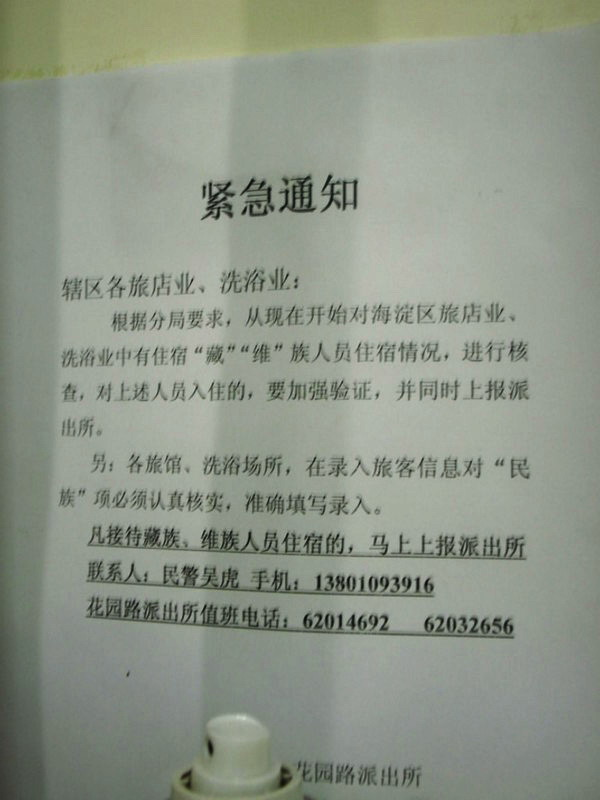 紧急通知
辖区各旅店业、洗浴业：
根据分局要求，从现在开始对海淀区旅店业、
洗浴业中有住宿“藏”“维”族人员住宿情况，进行核
查，对上述人员入住的，要加强验证，并同时上报派
出所。
另：各旅馆、洗浴场所，在录入旅客信息对“民
族”项必须认真核实，准确填写录入。
凡接待藏族、维族人员住宿的，马上上报派出所
联系人：民警吴虎 手机：13801093916
花园路派出所值班电话：62014692 62032656
花园路派出所